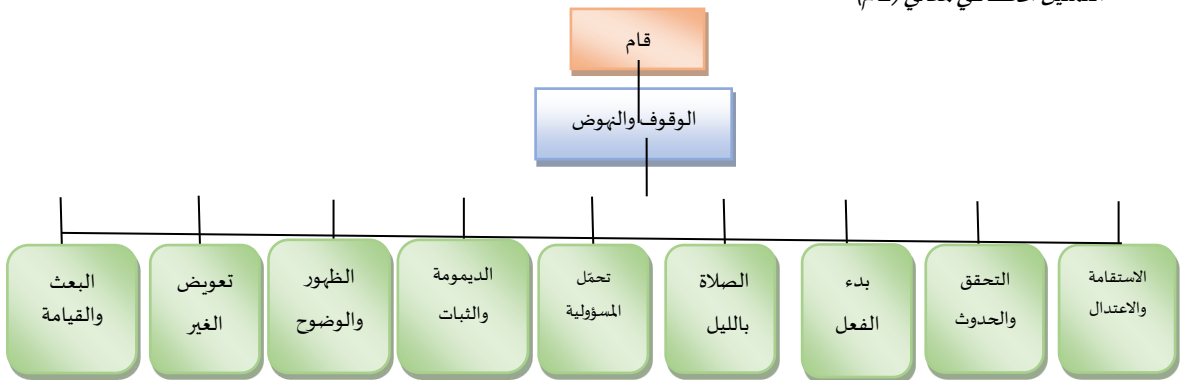 قام
الوقوف والنهوض
الاستقامة
والاعتدال
التحقق
والحدوث
بدء
الفعل
الصلاة
بالليل
تحمّل
المسؤولية
الديمومة
والثبات
الظهور
والوضوح
تعويض
الغير
البعث
والقيامة